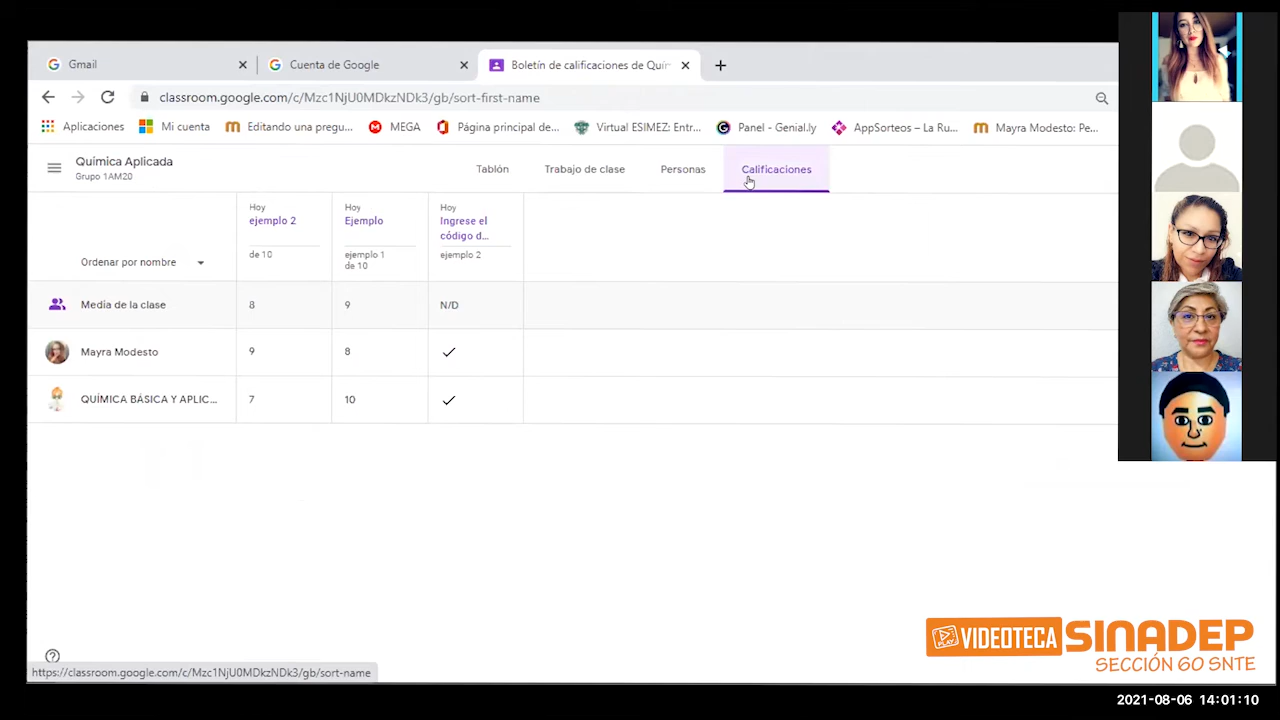 Gmail
Cuenta de Google
Boletín de calificaciones de Quím
classroom.google.com/c/Mzc1NjU0MDkzNDk3/gb/sort-first-name
Aplicaciones
Mi cuenta
Editando una pregu...
MEGA
Página principal de...
Virtual ESIMEZ: Entr...
Panel - Genial.ly
AppSorteos – La Ru...
Mayra Modesto: Pe...
Química Aplicada
Grupo 1AM20
Tablón
Trabajo de clase
Personas
Calificaciones
Ordenar por nombre
Hoy
ejemplo 2
de 10
Hoy
Ejemplo
ejemplo 1
de 10
Hoy
Ingrese el
código d...
ejemplo 2
Media de la clase 8 9 N/D
Mayra Modesto 9 8
QUÍMICA BÁSICA Y APLIC... 7 10
https://classroom.google.com/c/Mzc1NjU0MDkzNDk3/gb/sort-name
PLAY
VIDEOTECA SINADEP
SECCIÓN 60 SNTE
2021-08-06 14:01:10